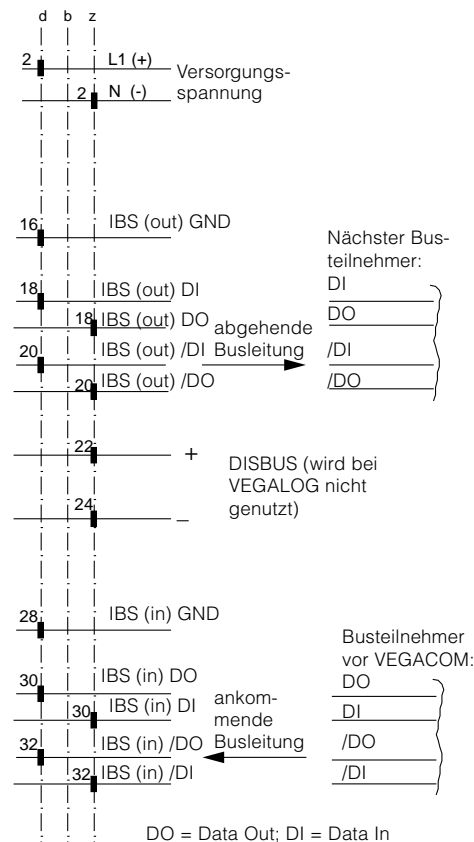 d b z
2 L1 (+)
2 N (-)
Versorgungs-
spannung
16 IBS (out) GND
18 IBS (out) DI
18 IBS (out) DO
20 IBS (out) /DI
20 IBS (out) /DO
abgehende
Busleitung
Nächster Bus-
teilnehmer:
DI
DO
/DI
/DO
22 +
24 –
DISBUS (wird bei
VEGALOG nicht
genutzt)
28 IBS (in) GND
30 IBS (in) DO
30 IBS (in) DI
32 IBS (in) /DO
32 IBS (in) /DI
ankom-
mende
Busleitung
Busteilnehmer
vor VEGACOM:
DO
DI
/DO
/DI
DO = Data Out; DI = Data In